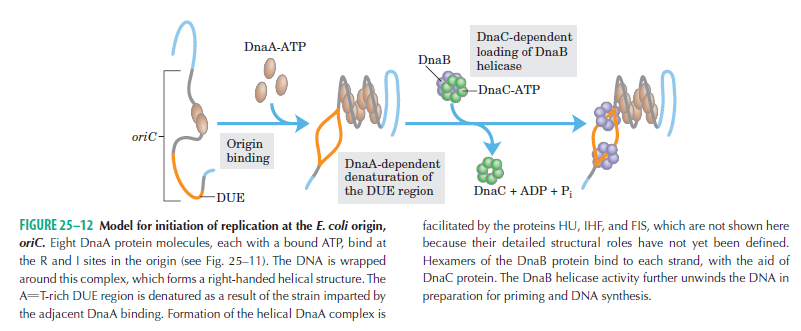 DnaA-ATP
DnaC-dependent
loading of DnaB
helicase
DnaB
DnaC-ATP
oriC
Origin
binding
DnaA-dependent
denaturation of
the DUE region
DnaC + ADP + Pi
DUE
FIGURE 25–12 Model for initiation of replication at the E. coli origin,
oriC. Eight DnaA protein molecules, each with a bound ATP, bind at
the R and I sites in the origin (see Fig. 25–11). The DNA is wrapped
around this complex, which forms a right-handed helical structure. The
A═T-rich DUE region is denatured as a result of the strain imparted by
the adjacent DnaA binding. Formation of the helical DnaA complex is
facilitated by the proteins HU, IHF, and FIS, which are not shown here
because their detailed structural roles have not yet been defined.
Hexamers of the DnaB protein bind to each strand, with the aid of
DnaC protein. The DnaB helicase activity further unwinds the DNA in
preparation for priming and DNA synthesis.